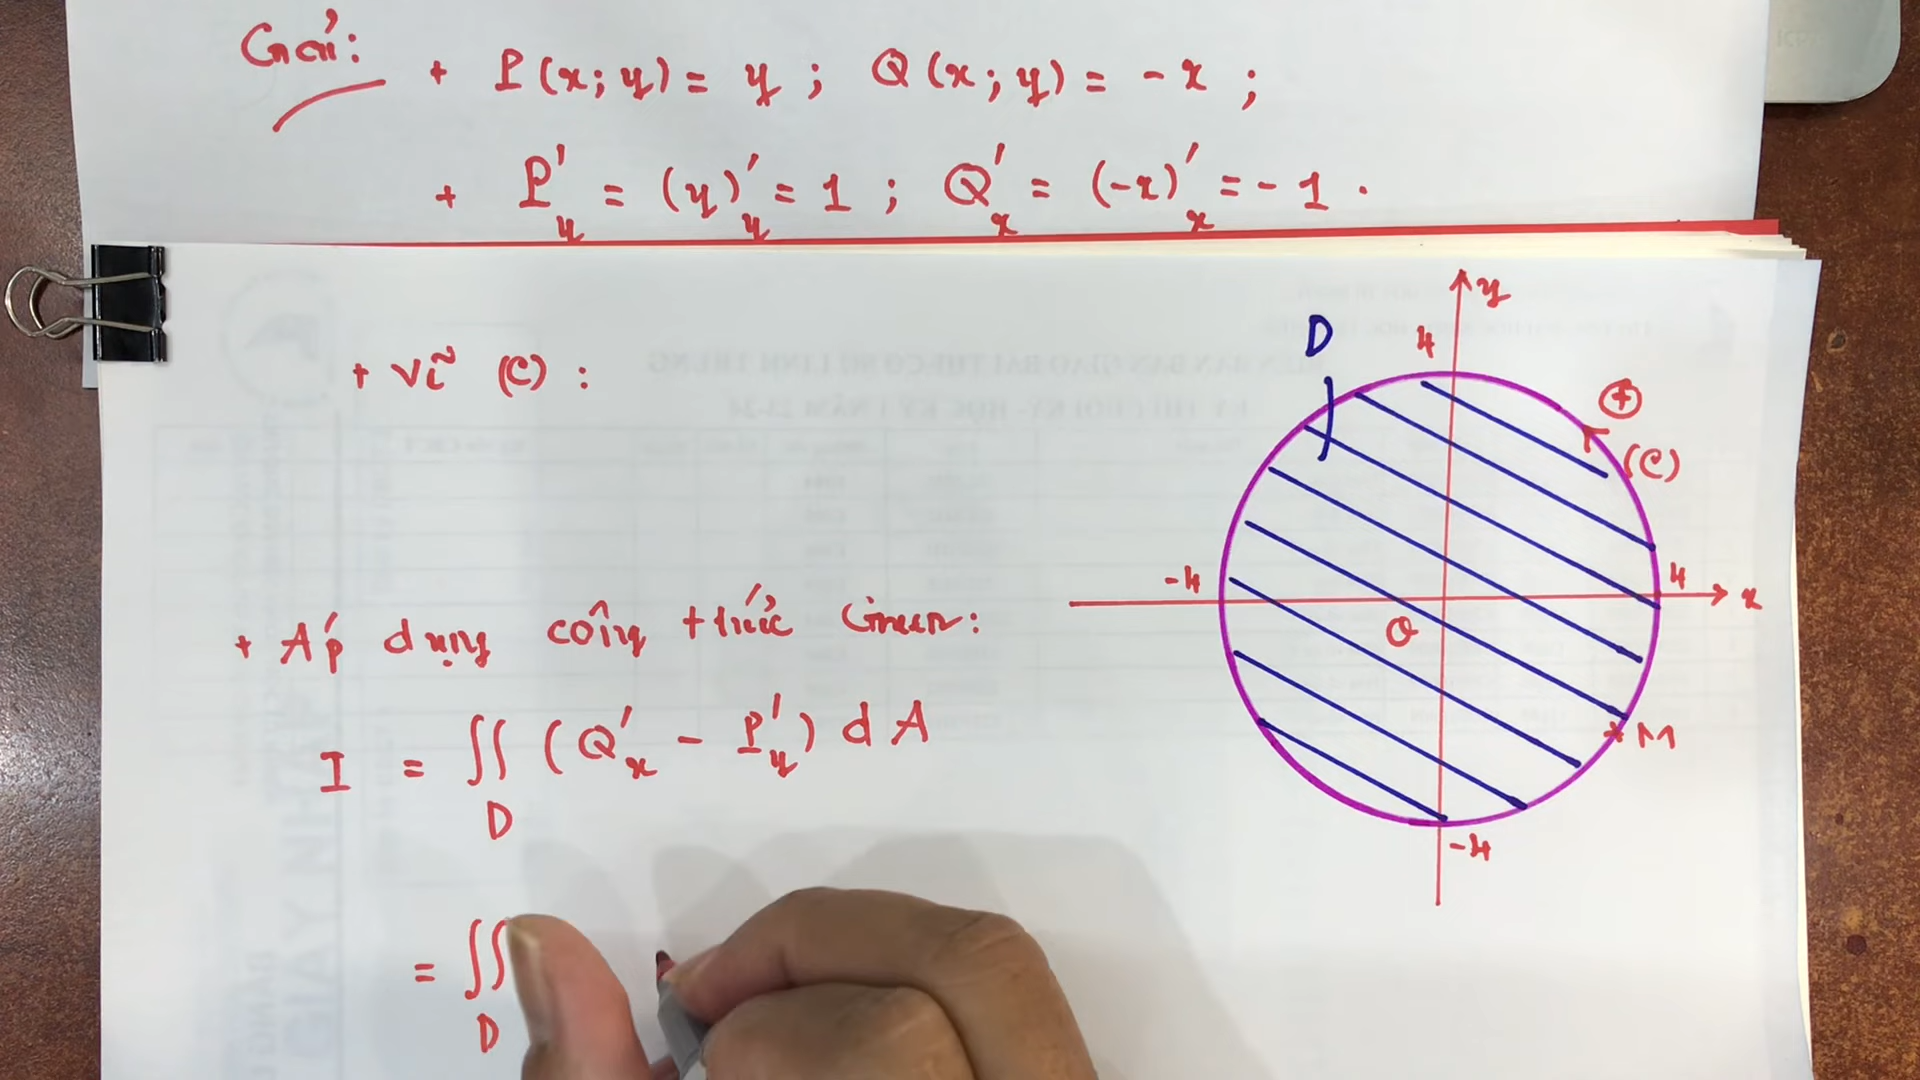 Giải:
+ P(x; y) = y ; Q(x; y) = -x ;
+ P'y = (y)'y = 1 ; Q'x = (-x)'x = -1 .
+ Vẽ (C) :
D
y
4
⊕
(C)
-4
4
x
O
M
-4
+ Áp dụng công thức Green:
I = ∬D (Q'x - P'y) dA
= ∬D